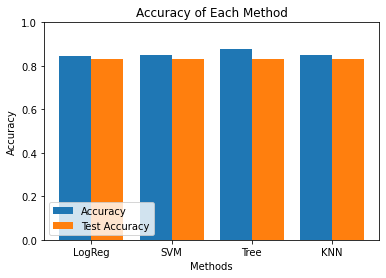 Accuracy of Each Method
1.0
0.8
0.6
0.4
0.2
0.0
Accuracy
Accuracy
Test Accuracy
LogReg SVM Tree KNN
Methods